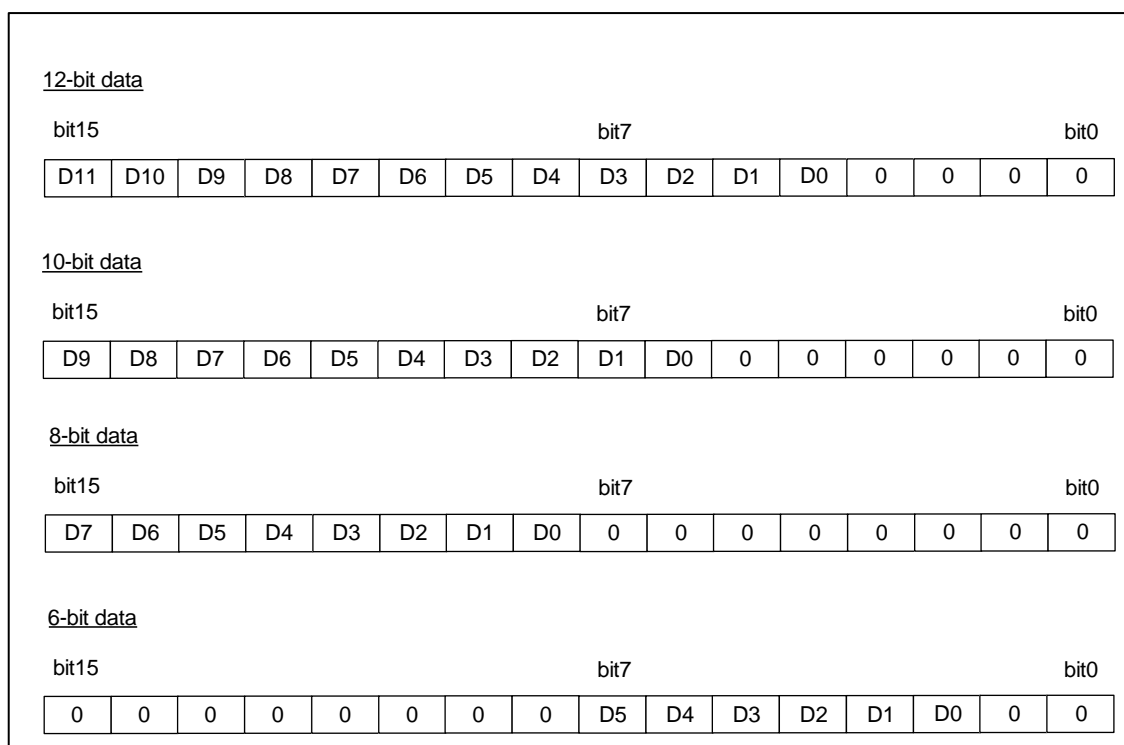 12-bit data
bit15 bit7 bit0
D11 D10 D9 D8 D7 D6 D5 D4 D3 D2 D1 D0 0 0 0 0
10-bit data
bit15 bit7 bit0
D9 D8 D7 D6 D5 D4 D3 D2 D1 D0 0 0 0 0 0 0
8-bit data
bit15 bit7 bit0
D7 D6 D5 D4 D3 D2 D1 D0 0 0 0 0 0 0 0 0
6-bit data
bit15 bit7 bit0
0 0 0 0 0 0 0 0 D5 D4 D3 D2 D1 D0 0 0